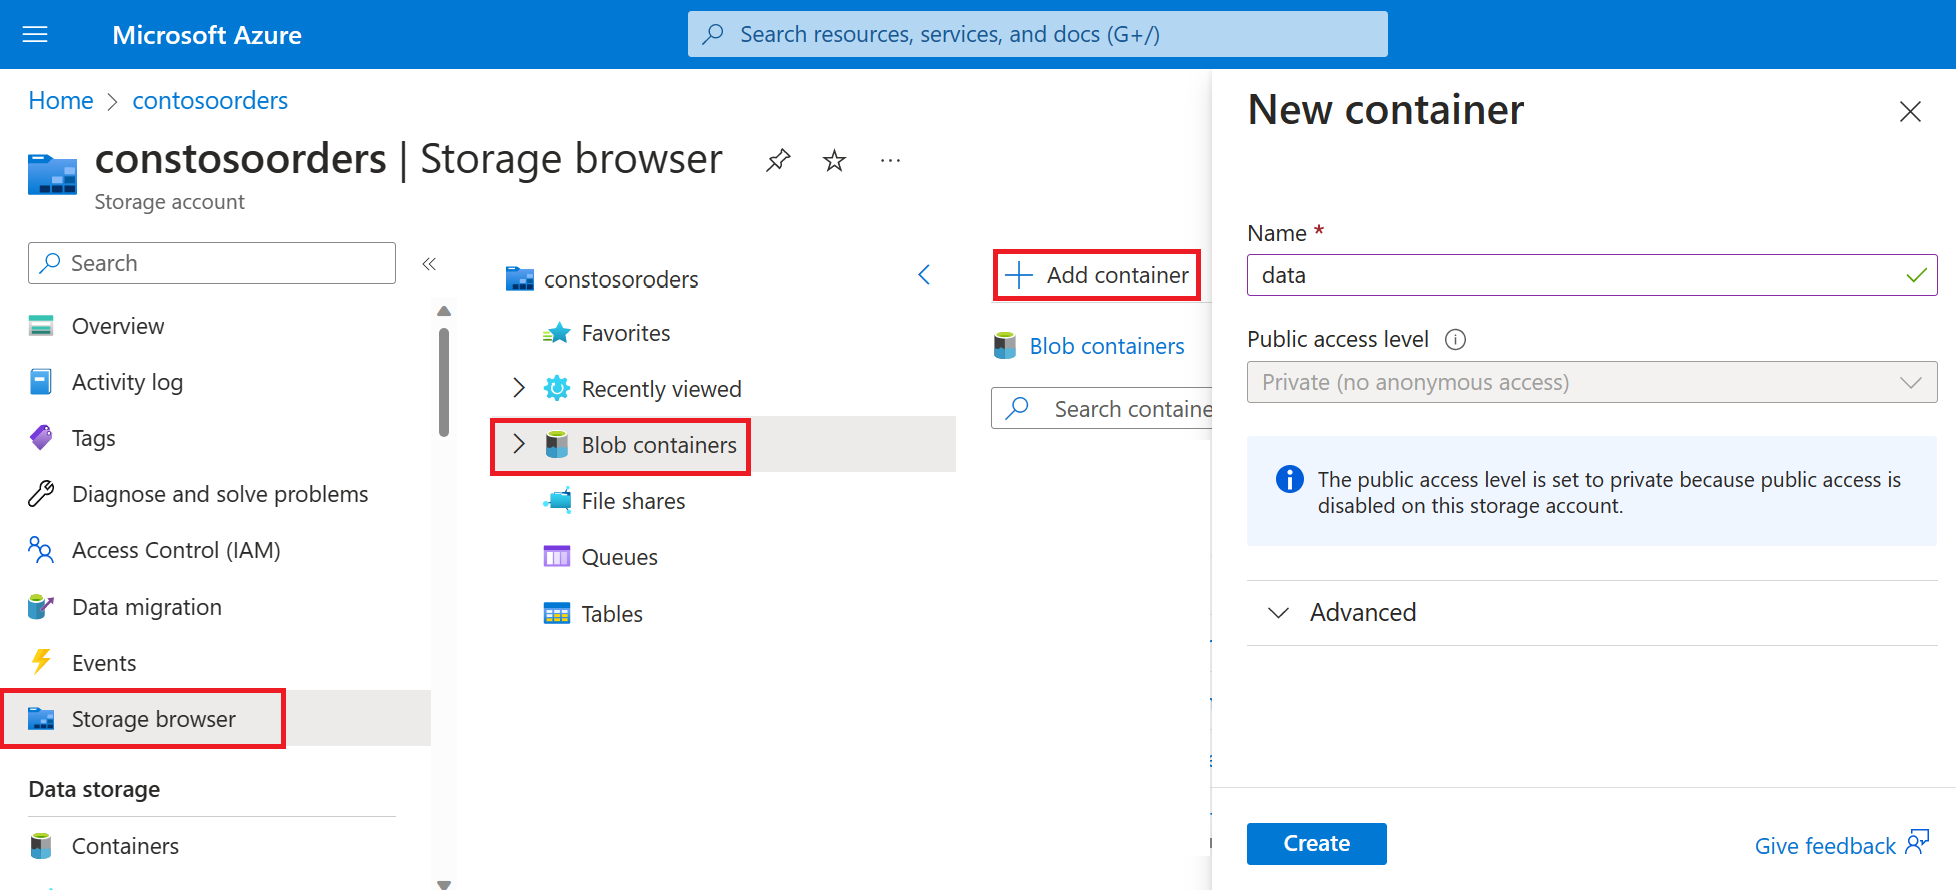 Microsoft Azure
Search resources, services, and docs (G+/)
Home > contosoorders
constosoorders | Storage browser
Storage account
Search
Overview
Activity log
Tags
Diagnose and solve problems
Access Control (IAM)
Data migration
Events
Storage browser
Data storage
Containers
constosoroders
Favorites
Recently viewed
Blob containers
File shares
Queues
Tables
Add container
Blob containers
Search containe
New container
Name *
data
Public access level
Private (no anonymous access)
The public access level is set to private because public access is
disabled on this storage account.
Advanced
Create
Give feedback